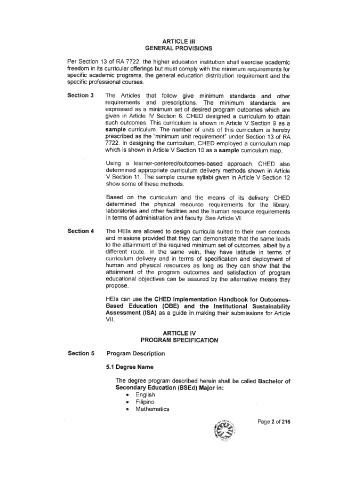 ARTICLE III
GENERAL PROVISIONS
Per Section 13 of RA 7722, the higher education institution shall exercise academic
freedom in its curricular offerings but must comply with the minimum requirements for
specific academic programs, the general education distribution requirement and the
specific professional courses.
Section 3 The Articles that follow give minimum standards and other
requirements and prescriptions. The minimum standards are
expressed as a minimum set of desired program outcomes which are
given in Article IV Section 6. CHED designed a curriculum to attain
such outcomes. This curriculum is shown in Article V Section 9 as a
sample curriculum. The number of units of this curriculum is hereby
prescribed as the "minimum unit requirement" under Section 13 of RA
7722. In designing the curriculum, CHED employed a curriculum map
which is shown in Article V Section 10 as a sample curriculum map.
Using a learner-centered/outcomes-based approach, CHED also
determined appropriate curriculum delivery methods shown in Article
V Section 11. The sample course syllabi given in Article V Section 12
show some of these methods.
Based on the curriculum and the means of its delivery, CHED
determined the physical resource requirements for the library,
laboratories and other facilities and the human resource requirements
in terms of administration and faculty. See Article VI.
Section 4 The HEIs are allowed to design curricula suited to their own contexts
and missions provided that they can demonstrate that the same leads
to the attainment of the required minimum set of outcomes, albeit by a
different route. In the same vein, they have latitude in terms of
curriculum delivery and in terms of specification and deployment of
human and physical resources as long as they can show that the
attainment of the program outcomes and satisfaction of program
educational objectives can be assured by the alternative means they
propose.
HEIs can use the CHED Implementation Handbook for Outcomes-
Based Education (OBE) and the Institutional Sustainability
Assessment (ISA) as a guide in making their submissions for Article
VII.
ARTICLE IV
PROGRAM SPECIFICATION
Section 5 Program Description
5.1 Degree Name
The degree program described herein shall be called Bachelor of
Secondary Education (BSEd) Major in:
• English
• Filipino
• Mathematics
Page 2 of 216